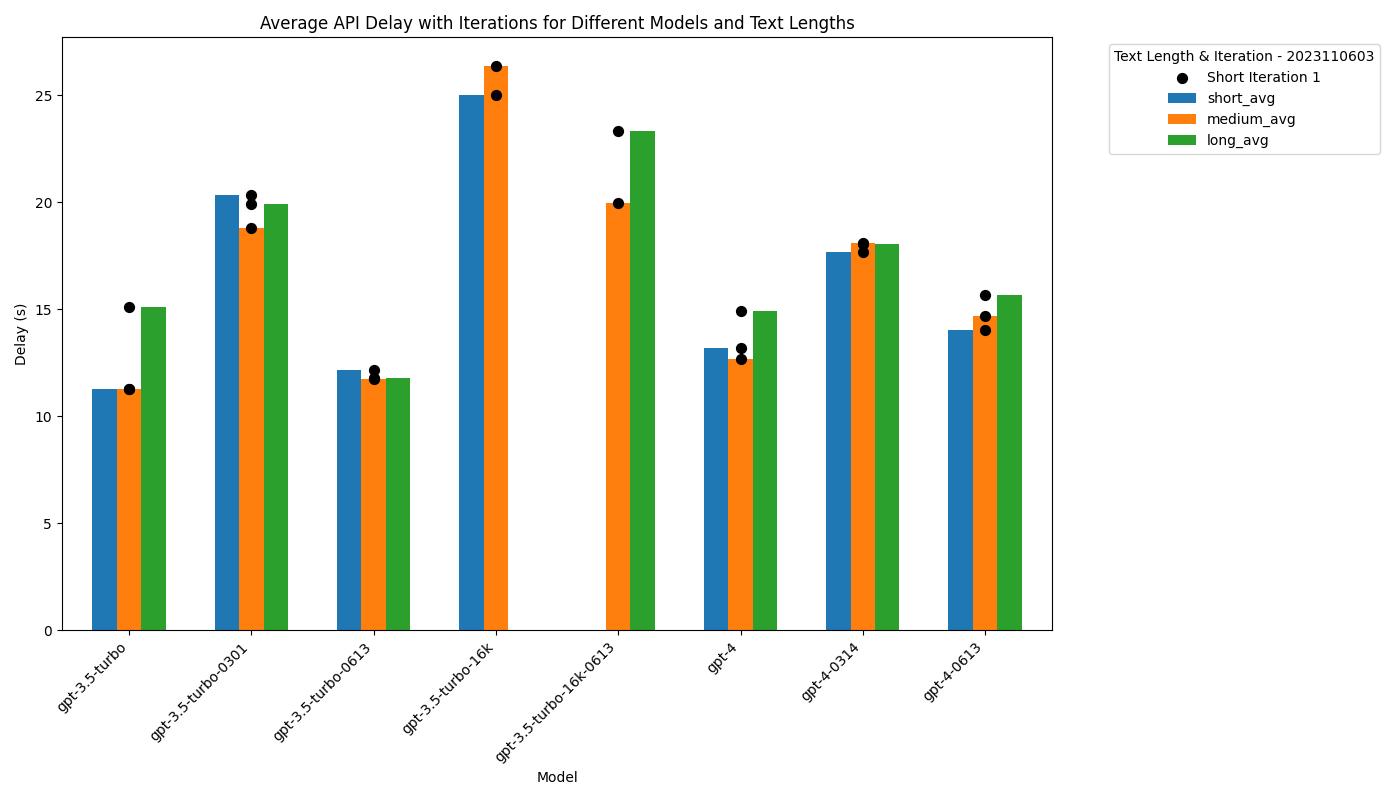 Average API Delay with Iterations for Different Models and Text Lengths
Text Length & Iteration - 2023110603
Short Iteration 1
short_avg
medium_avg
long_avg
Delay (s)
25
20
15
10
5
0
gpt-3.5-turbo
gpt-3.5-turbo-0301
gpt-3.5-turbo-0613
gpt-3.5-turbo-16k
gpt-3.5-turbo-16k-0613
gpt-4
gpt-4-0314
gpt-4-0613
Model